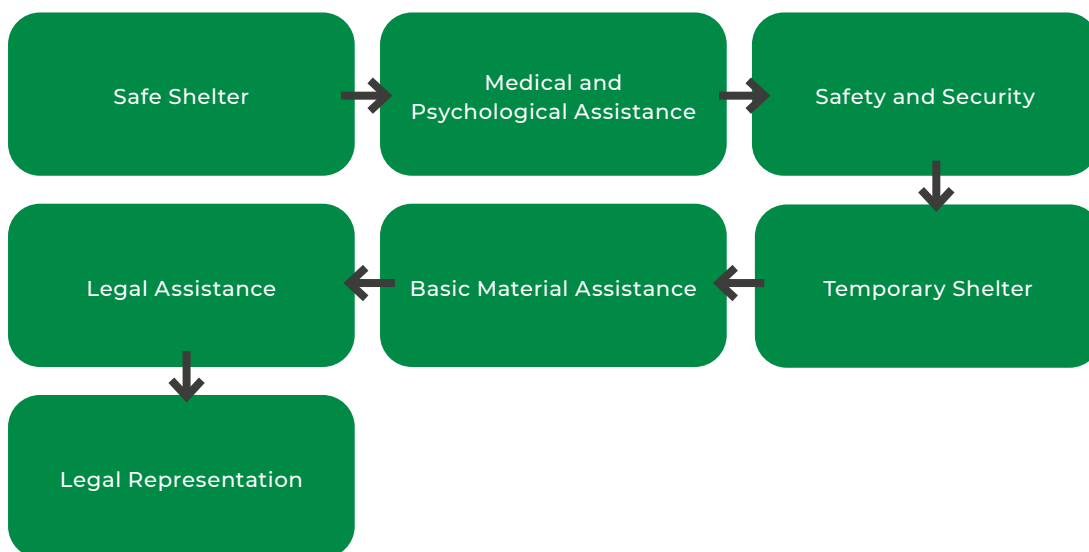 Safe Shelter
Medical and
Psychological Assistance
Safety and Security
Temporary Shelter
Basic Material Assistance
Legal Assistance
Legal Representation